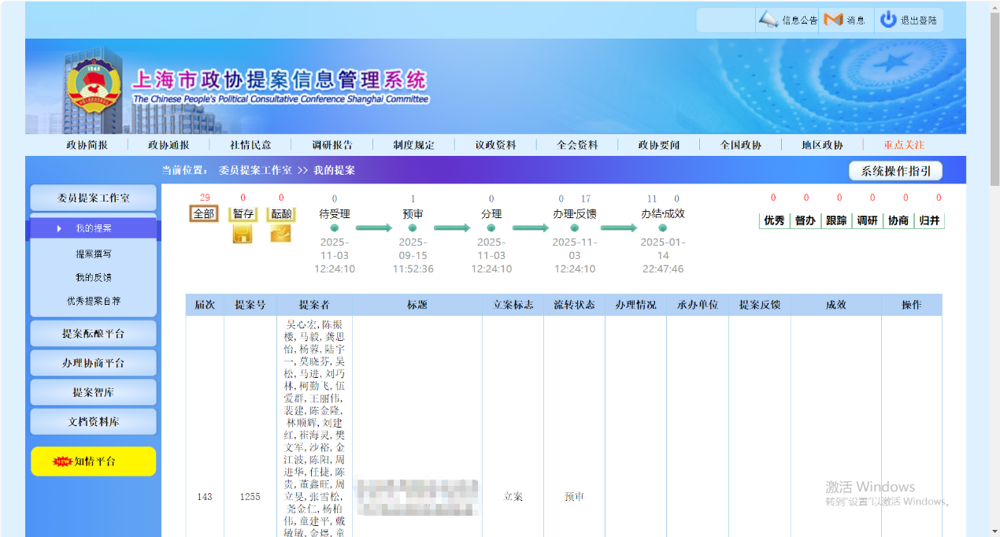 信息公告 消息 退出登陆
1949
上海市政协提案信息管理系统
The Chinese People's Political Consultative Conference Shanghai Committee
政协简报 政协通报 社情民意 调研报告 制度规定 议政资料 全会资料 政协要闻 全国政协 地区政协 重点关注
当前位置： 委员提案工作室 >> 我的提案 系统操作指引
委员提案工作室
我的提案
提案撰写
我的反馈
优秀提案自荐
提案酝酿平台
办理协商平台
提案智库
文档资料库
NEW 知情平台
29 0 0 0 1 0 0 17 11 0 0 0 0 0 0 0
全部 暂存 酝酿 待受理 预审 分理 办理·反馈 办结·成效 优秀 督办 跟踪 调研 协商 归并
2025- 2025- 2025- 2025-11- 2025-01-
11-03 09-15 11-03 03 14
12:24:10 11:52:36 12:24:10 12:24:10 22:47:46
届次 提案号 提案者 标题 立案标志 流转状态 办理情况 承办单位 提案反馈 成效 操作
吴心宏, 陈振
楼, 马毅, 龚思
怡, 杨蓉, 陆宇
一, 莫晓芬, 吴
松, 马进, 刘巧
林, 柯勤飞, 伍
爱群, 王丽伟,
裴建, 陈金隆,
林顺辉, 刘建
红, 崔海灵, 樊
文军, 沙裕, 金
江波, 陈阳, 周
进华, 任捷, 陈
贵, 董鑫旺, 周
143 1255 立旻, 张雪松, 立案 预审
尧金仁, 杨柏
伟, 童建平, 戴
敏敏, 金煜, 童
激活 Windows
转到"设置"以激活 Windows。